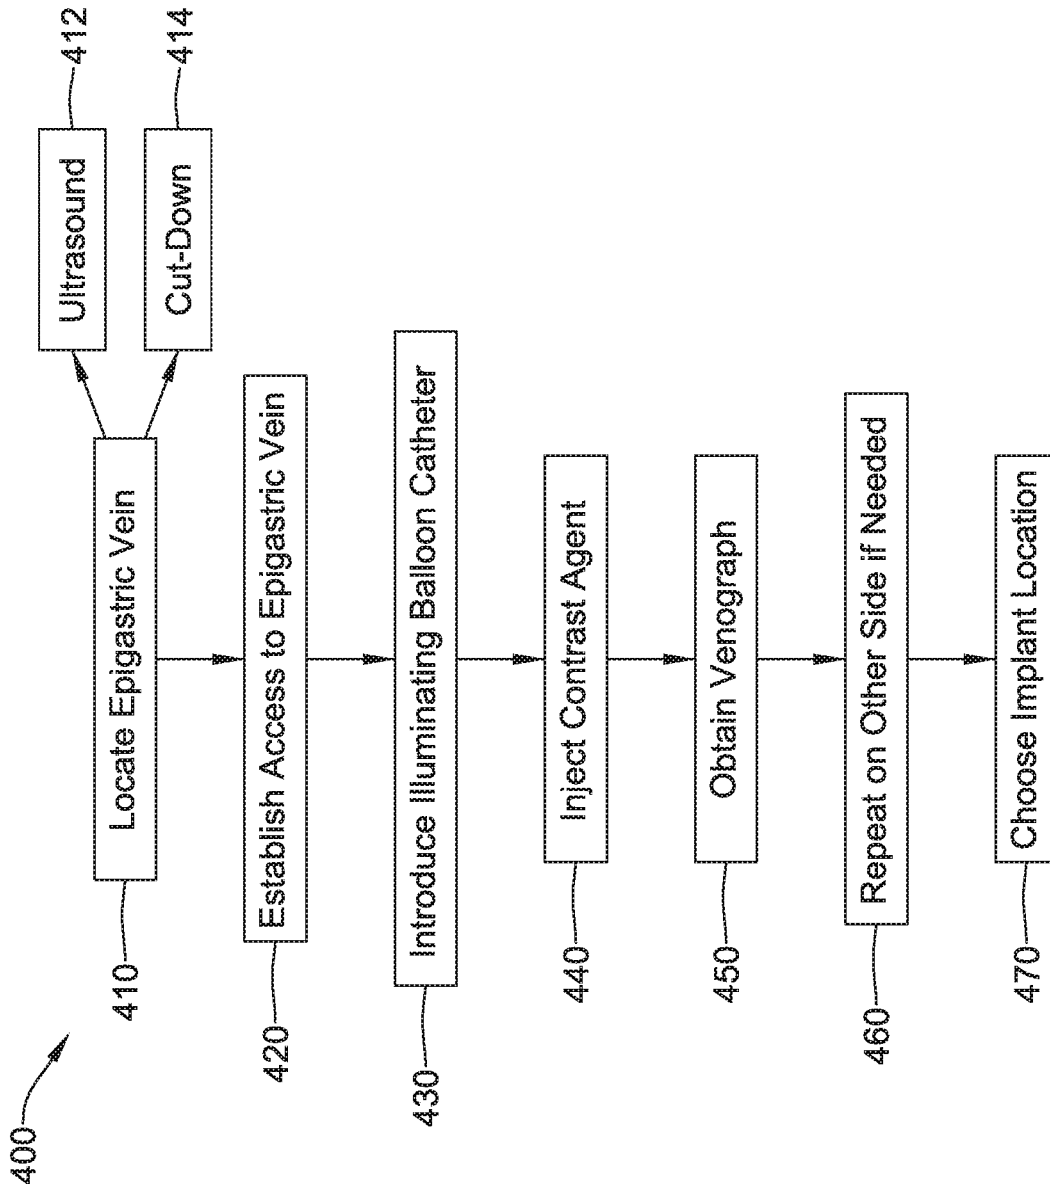 400
410
Locate Epigastric Vein
Ultrasound
412
Cut-Down
414
420
Establish Access to Epigastric Vein
430
Introduce Illuminating Balloon Catheter
440
Inject Contrast Agent
450
Obtain Venograph
460
Repeat on Other Side if Needed
470
Choose Implant Location